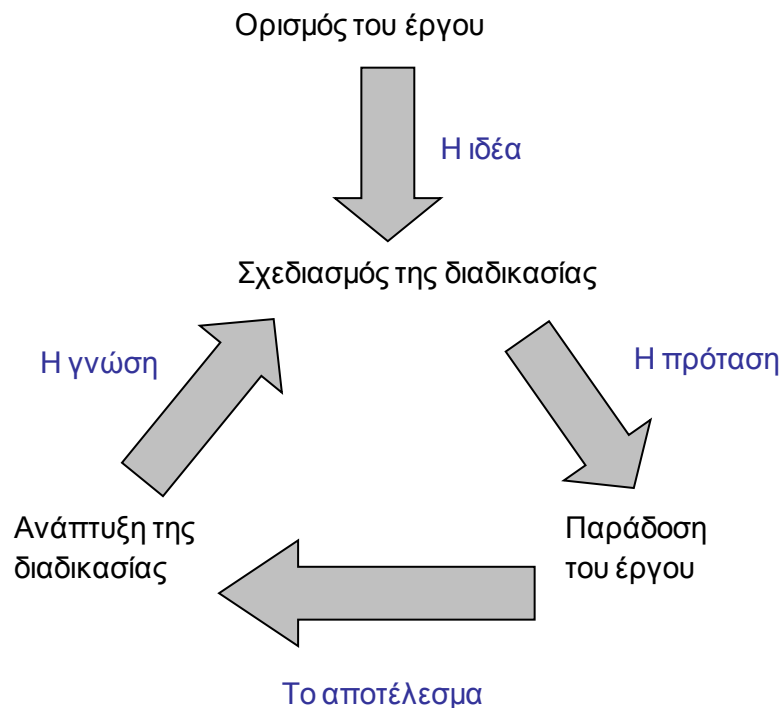 Ορισμός του έργου
Η ιδέα
Σχεδιασμός της διαδικασίας
Η γνώση
Η πρόταση
Ανάπτυξη της
διαδικασίας
Παράδοση
του έργου
Το αποτέλεσμα